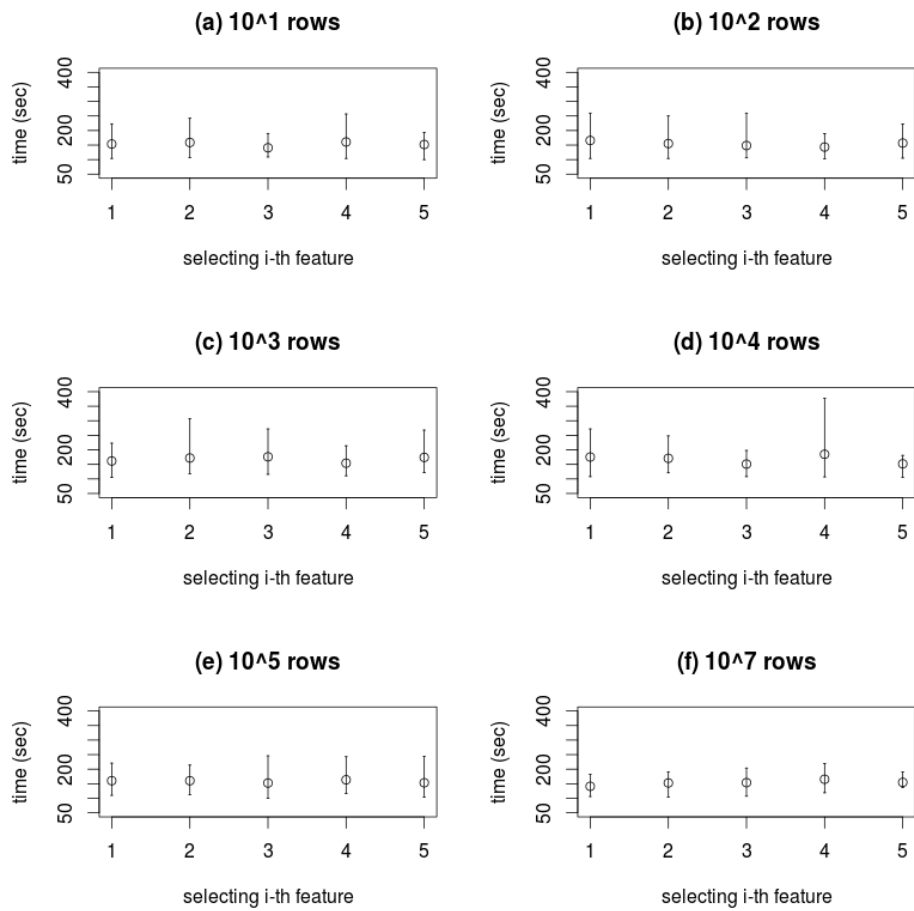 (a) 10^1 rows
time (sec)
400
200
50
1 2 3 4 5
selecting i-th feature
(b) 10^2 rows
time (sec)
400
200
50
1 2 3 4 5
selecting i-th feature
(c) 10^3 rows
time (sec)
400
200
50
1 2 3 4 5
selecting i-th feature
(d) 10^4 rows
time (sec)
400
200
50
1 2 3 4 5
selecting i-th feature
(e) 10^5 rows
time (sec)
400
200
50
1 2 3 4 5
selecting i-th feature
(f) 10^7 rows
time (sec)
400
200
50
1 2 3 4 5
selecting i-th feature